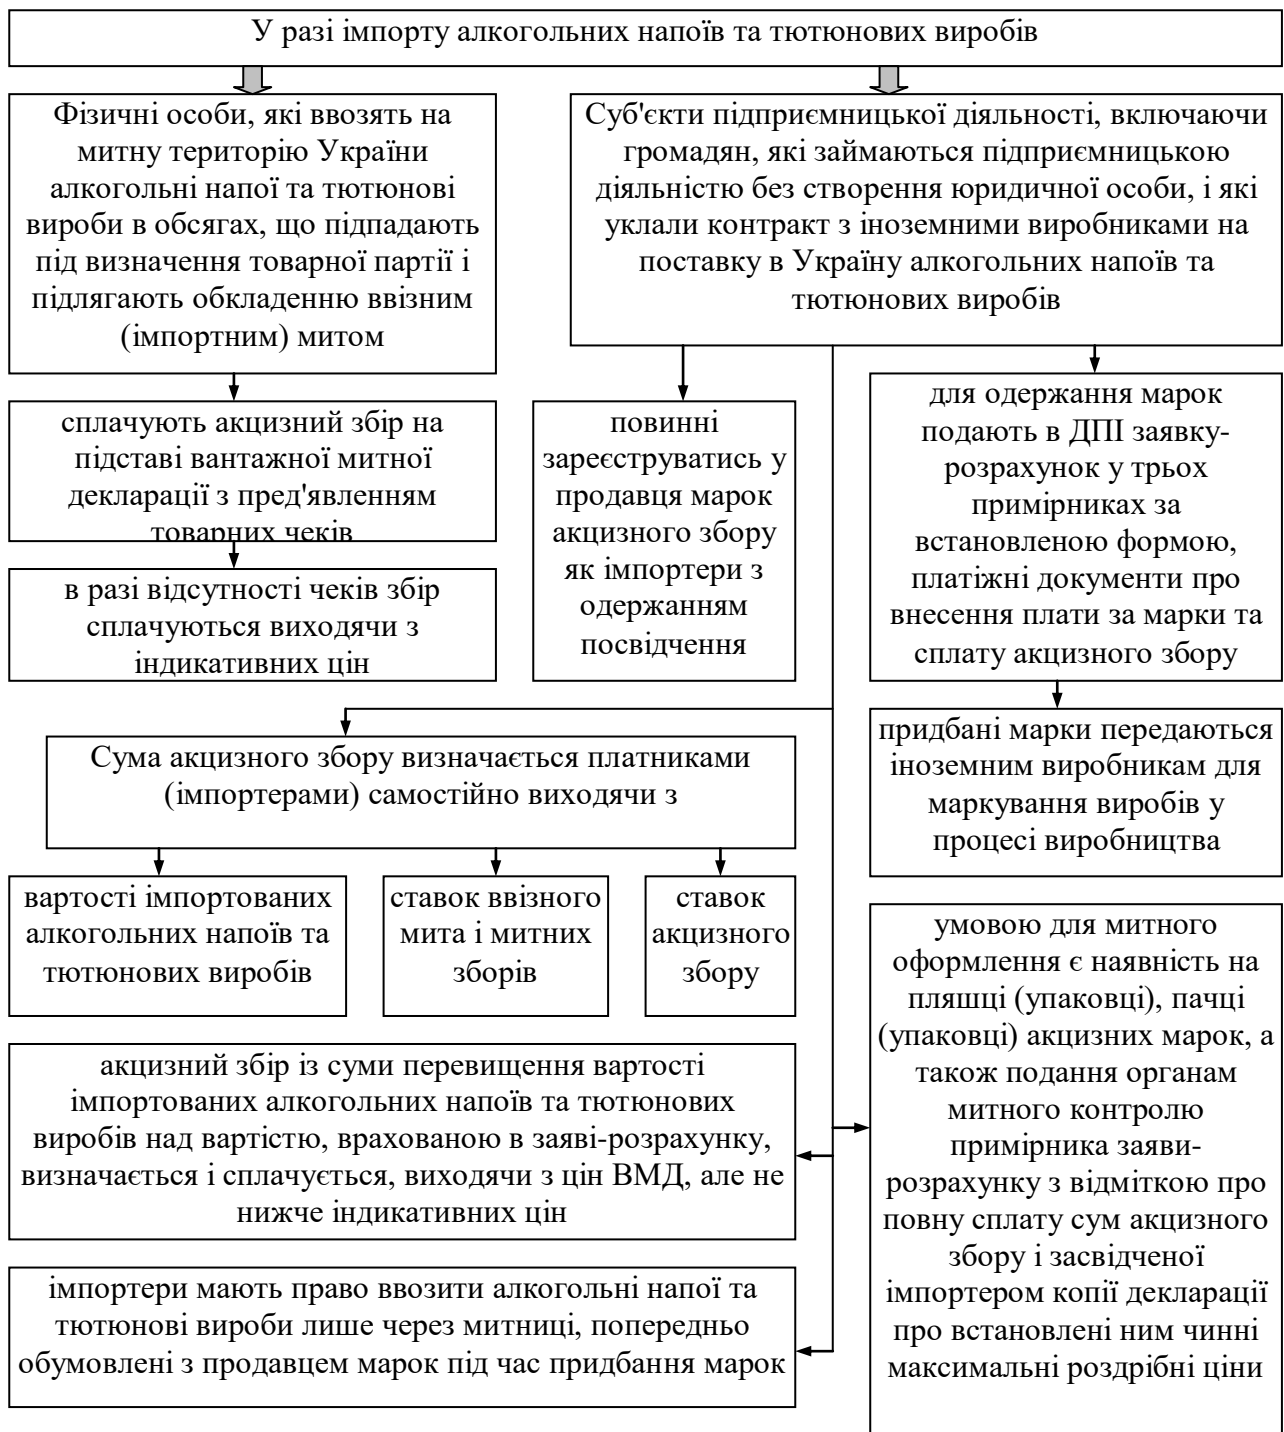 У разі імпорту алкогольних напоїв та тютюнових виробів
Фізичні особи, які ввозять на
митну територію України
алкогольні напої та тютюнові
вироби в обсягах, що підпадають
під визначення товарної партії і
підлягають обкладенню ввізним
(імпортним) митом
Суб'єкти підприємницької діяльності, включаючи
громадян, які займаються підприємницькою
діяльністю без створення юридичної особи, і які
уклали контракт з іноземними виробниками на
поставку в Україну алкогольних напоїв та
тютюнових виробів
сплачують акцизний збір на
підставі вантажної митної
декларації з пред'явленням
товарних чеків
в разі відсутності чеків збір
сплачуються виходячи з
індикативних цін
повинні
зареєструватись у
продавця марок
акцизного збору
як імпортери з
одержанням
посвідчення
для одержання марок
подають в ДПІ заявку-
розрахунок у трьох
примірниках за
встановленою формою,
платіжні документи про
внесення плати за марки та
сплату акцизного збору
придбані марки передаються
іноземним виробникам для
маркування виробів у
процесі виробництва
Сума акцизного збору визначається платниками
(імпортерами) самостійно виходячи з
вартості імпортованих
алкогольних напоїв та
тютюнових виробів
ставок ввізного
мита і митних
зборів
ставок
акцизного
збору
акцизний збір із суми перевищення вартості
імпортованих алкогольних напоїв та тютюнових
виробів над вартістю, врахованою в заяві-розрахунку,
визначається і сплачується, виходячи з цін ВМД, але не
нижче індикативних цін
імпортери мають право ввозити алкогольні напої та
тютюнові вироби лише через митниці, попередньо
обумовлені з продавцем марок під час придбання марок
умовою для митного
оформлення є наявність на
пляшці (упаковці), пачці
(упаковці) акцизних марок, а
також подання органам
митного контролю
примірника заяви-
розрахунку з відміткою про
повну сплату сум акцизного
збору і засвідченої
імпортером копії декларації
про встановлені ним чинні
максимальні роздрібні ціни